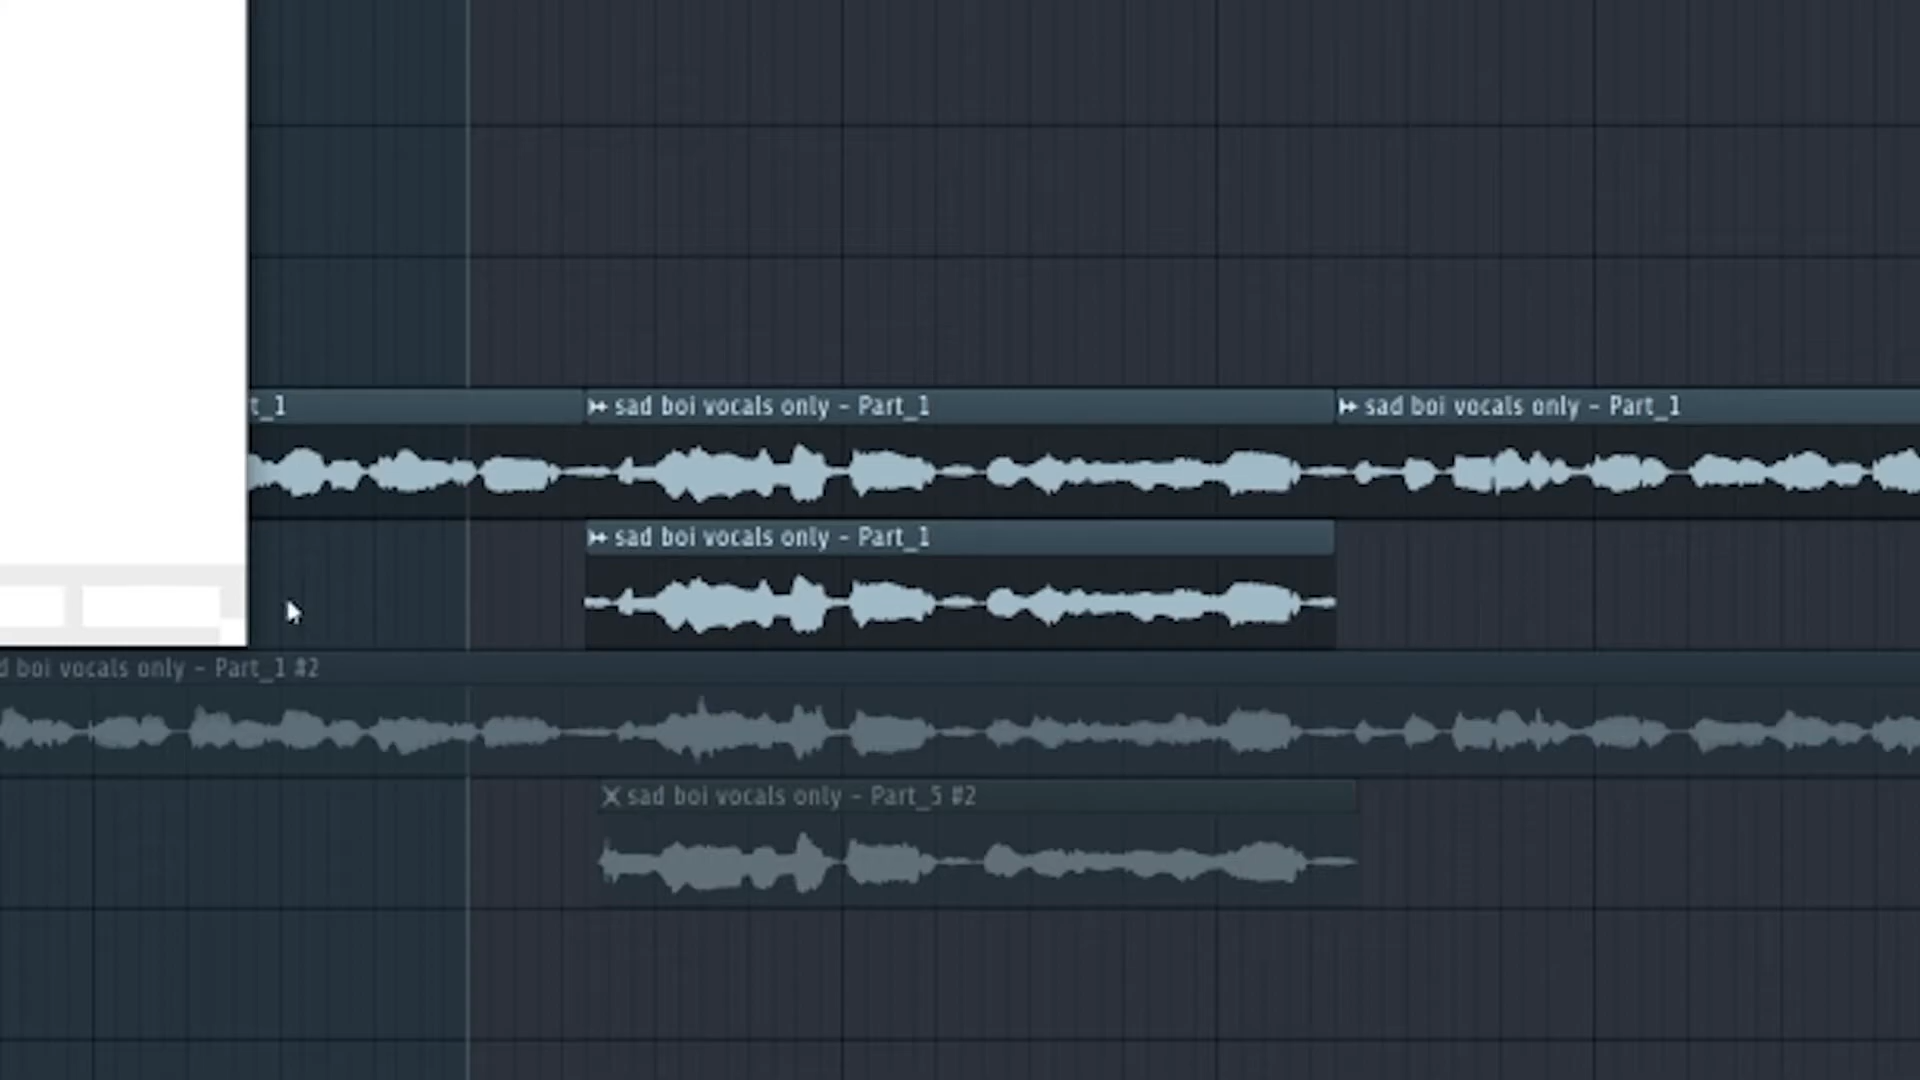 t_1
sad boi vocals only - Part_1
sad boi vocals only - Part_1
sad boi vocals only - Part_1
d boi vocals only - Part_1 #2
sad boi vocals only - Part_5 #2